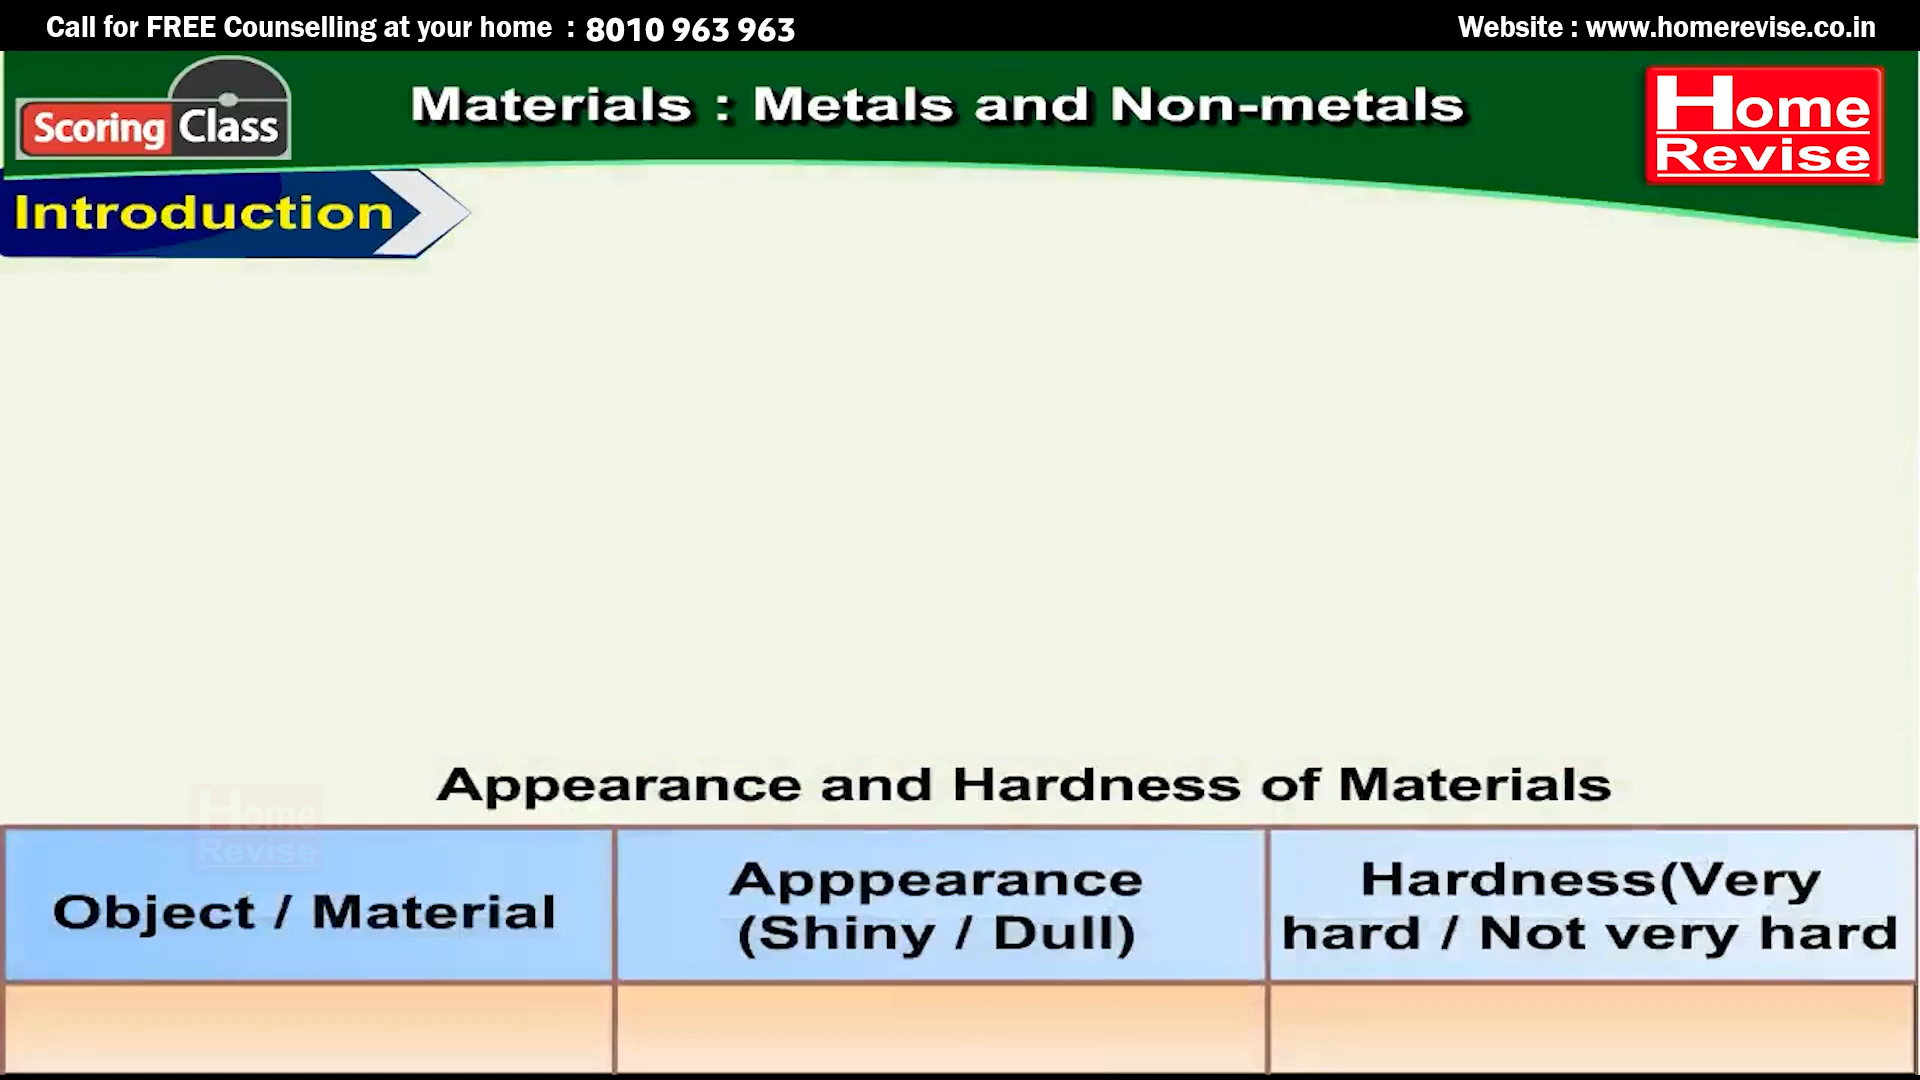 Call for FREE Counselling at your home : 8010 963 963
Website : www.homerevise.co.in
Scoring Class
Materials : Metals and Non-metals
Home
Revise
Introduction
Appearance and Hardness of Materials
Home
Revise
Object / Material
Apppearance
(Shiny / Dull)
Hardness(Very
hard / Not very hard